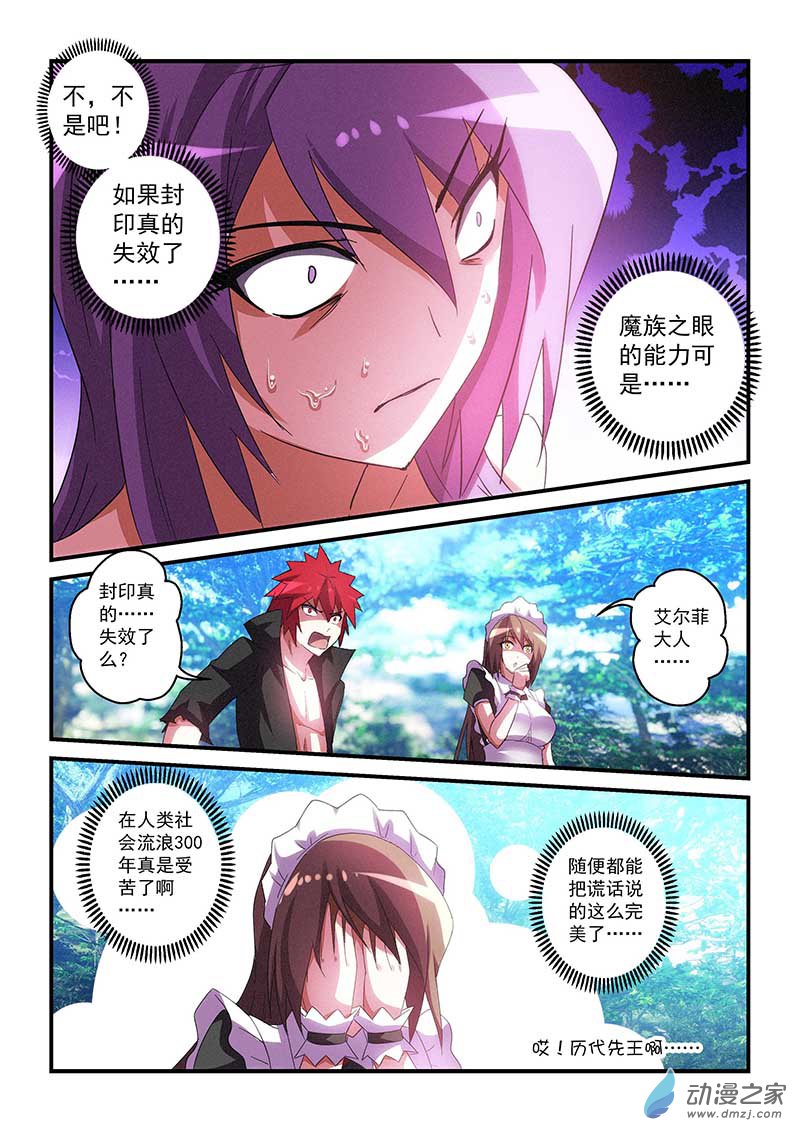 不，不
是吧！
如果封
印真的
失效了
……
魔族之眼
的能力可
是……
封印真
的……
失效了
么？
艾尔菲
大人
……
在人类社
会流浪300
年真是受
苦了啊
……
随便都能
把谎话说
的这么完
美了……
哎！历代先王啊……
动漫之家
www.dmzj.com